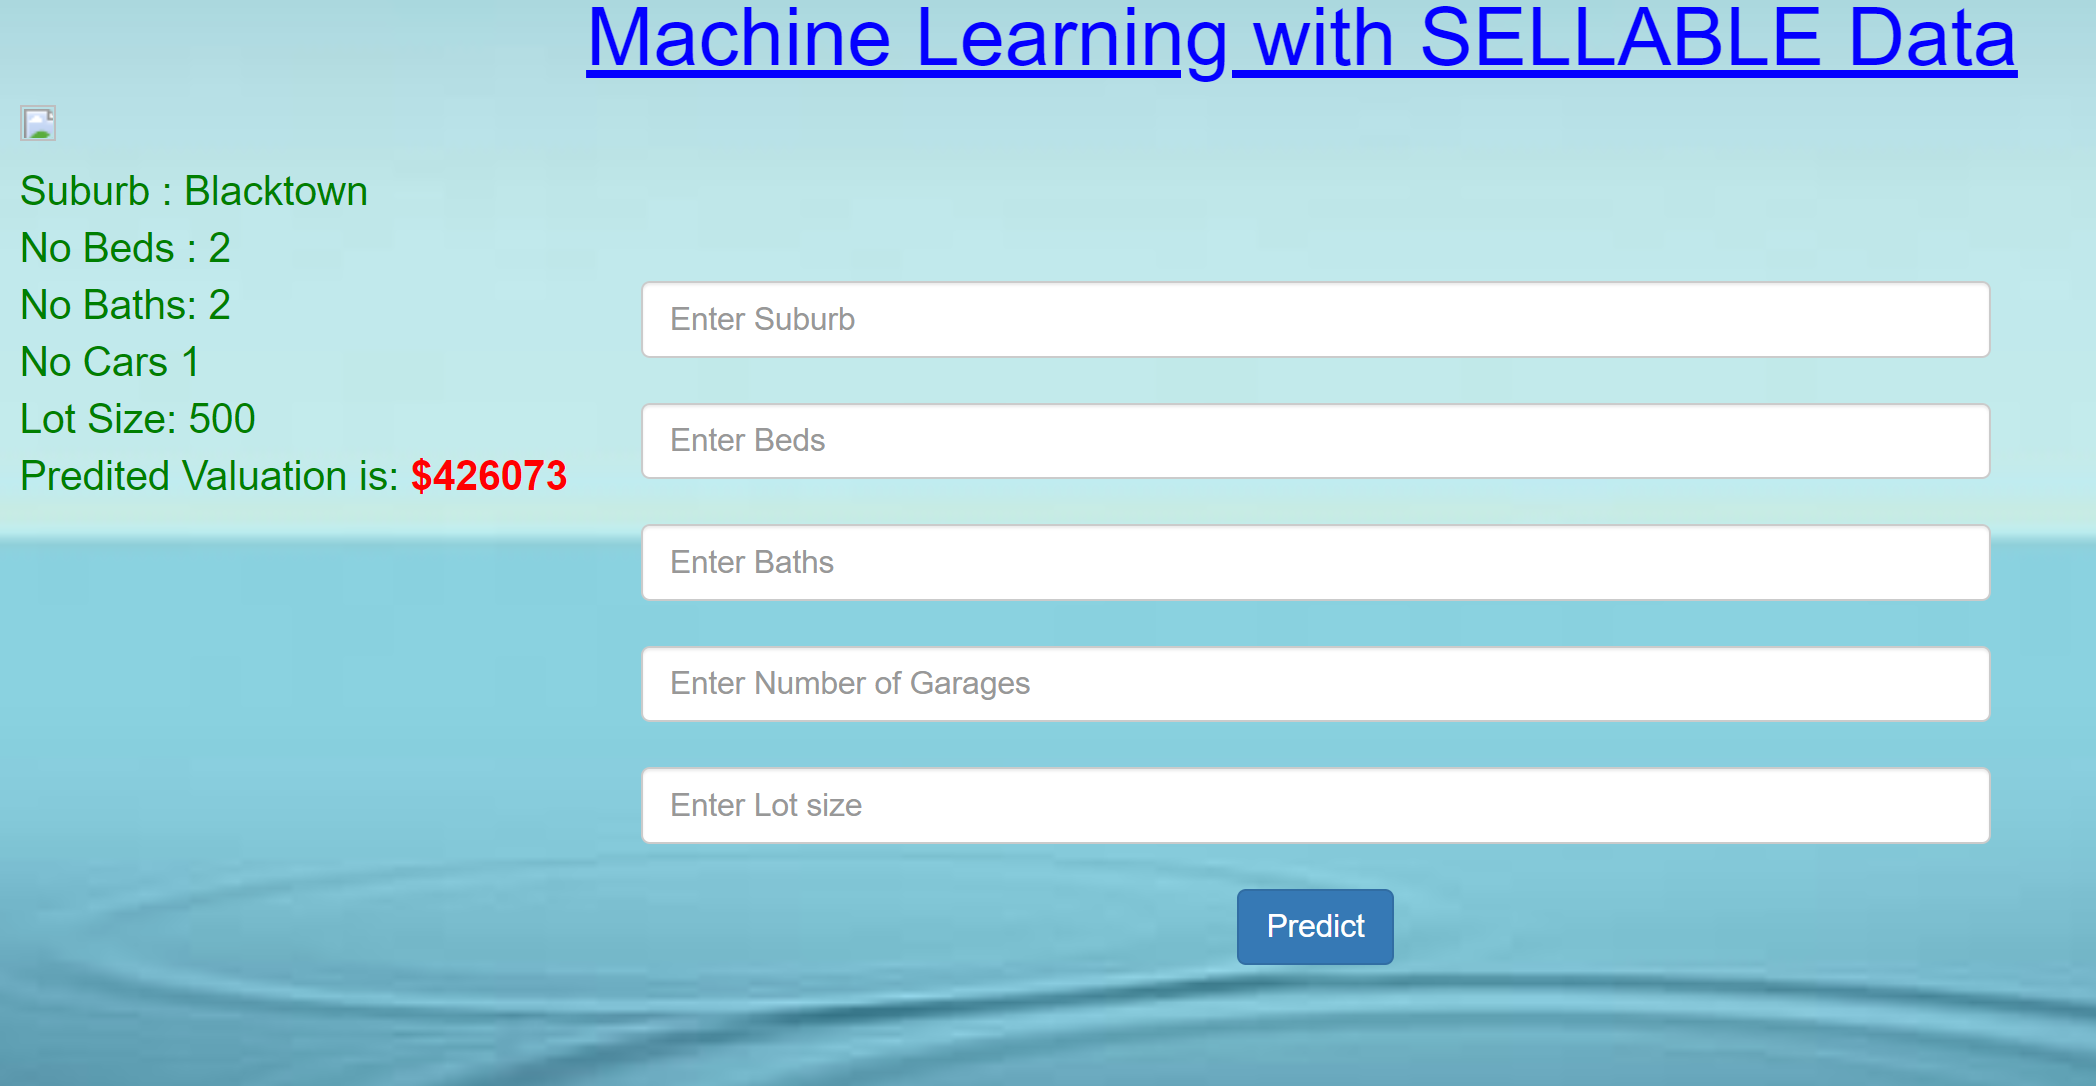 Machine Learning with SELLABLE Data
Suburb : Blacktown
No Beds : 2
No Baths: 2
No Cars 1
Lot Size: 500
Predited Valuation is: $426073
Enter Suburb
Enter Beds
Enter Baths
Enter Number of Garages
Enter Lot size
Predict